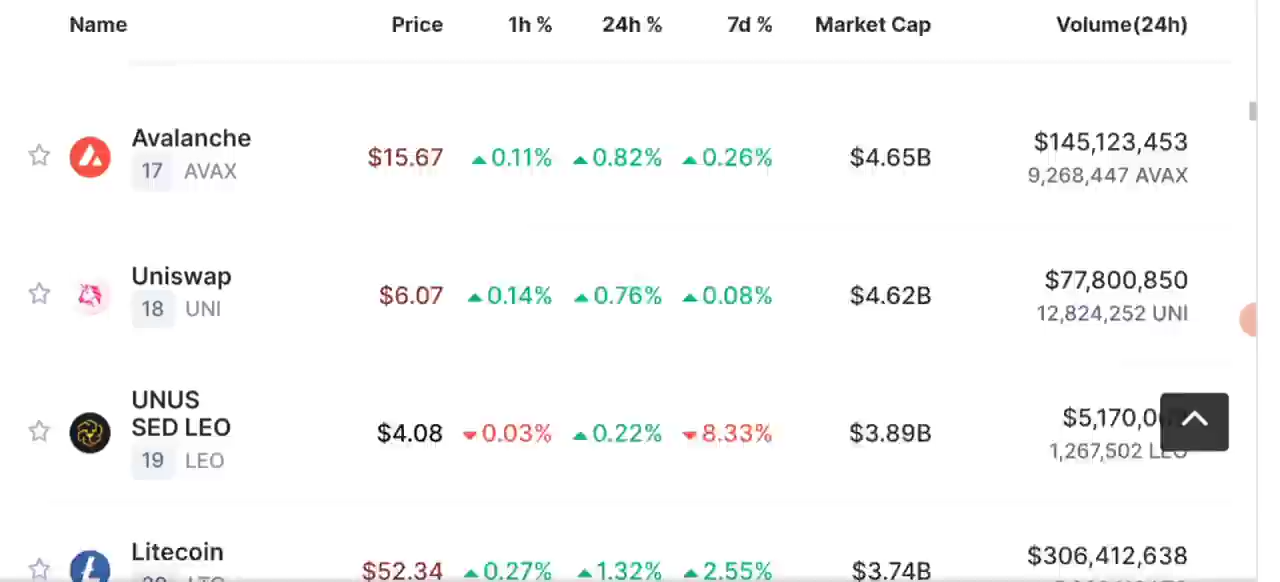 Name Price 1h % 24h % 7d % Market Cap Volume(24h)
Avalanche
17 AVAX
$15.67 0.11% 0.82% 0.26% $4.65B
$145,123,453
9,268,447 AVAX
Uniswap
18 UNI
$6.07 0.14% 0.76% 0.08% $4.62B
$77,800,850
12,824,252 UNI
UNUS
SED LEO
19 LEO
$4.08 0.03% 0.22% 8.33% $3.89B
1,267,502 LEO
Litecoin
$52.34 0.27% 1.32% 2.55% $3.74B
$306,412,638